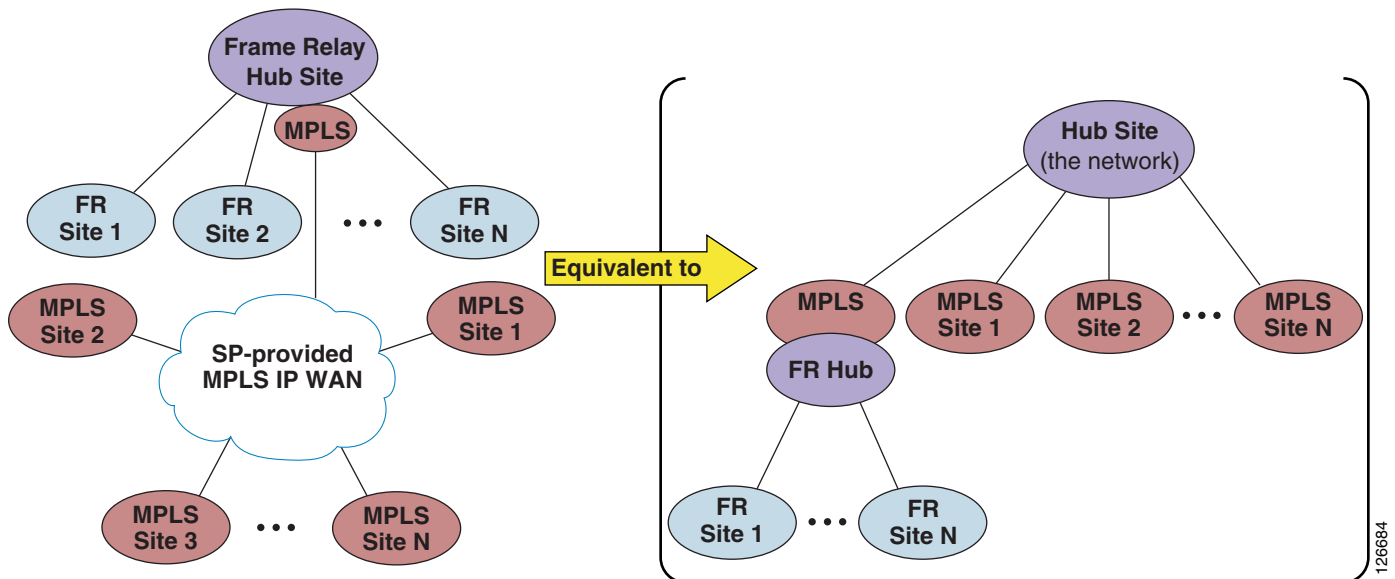 Frame Relay
Hub Site
MPLS
FR
Site 1
FR
Site 2
• • •
FR
Site N
MPLS
Site 2
MPLS
Site 1
SP-provided
MPLS IP WAN
MPLS
Site 3
• • •
MPLS
Site N
Equivalent to
Hub Site
(the network)
MPLS
MPLS
Site 1
MPLS
Site 2
• • •
MPLS
Site N
FR Hub
FR
Site 1
• • •
FR
Site N
126684